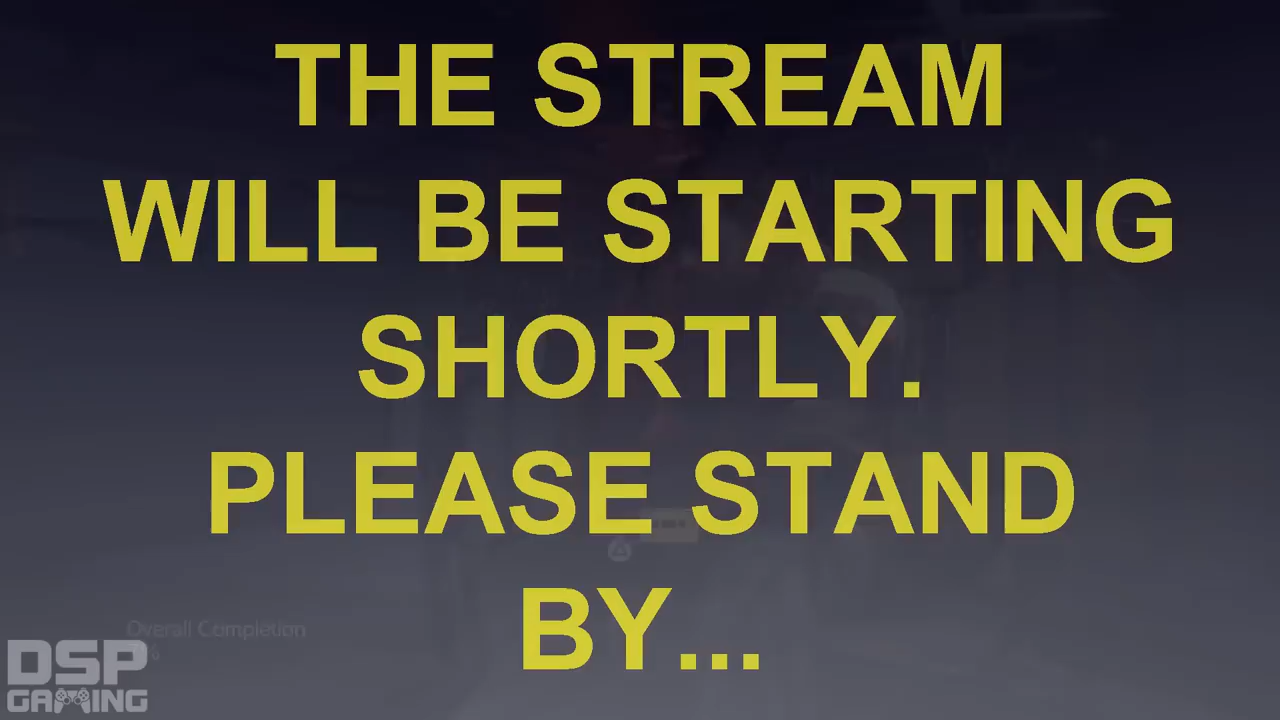 THE STREAM
WILL BE STARTING
SHORTLY.
PLEASE STAND
BY...
Overall Completion
DSP
GAMING